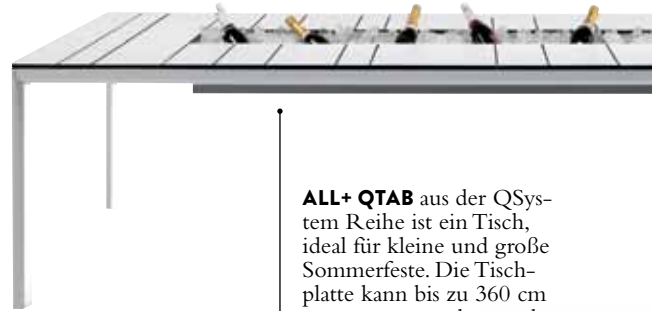 ALL+ QTAB aus der QSys-
tem Reihe ist ein Tisch,
ideal für kleine und große
Sommerfeste. Die Tisch-
platte kann bis zu 360 cm